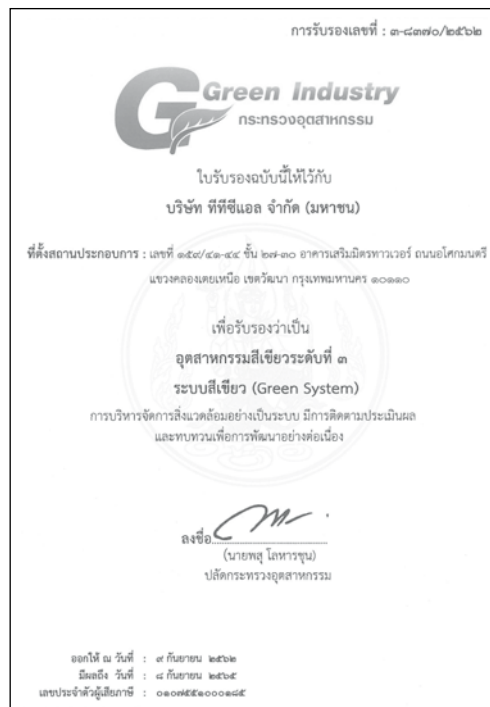 การรับรองเลขที่ : ๓-๘๓๗๐/๒๕๖๒
Green Industry
กระทรวงอุตสาหกรรม
ใบรับรองฉบับนี้ให้ไว้กับ
บริษัท ทีทีซีแอล จำกัด (มหาชน)
ที่ตั้งสถานประกอบการ : เลขที่ ๑๕๙/๔๑-๔๔ ชั้น ๒๗-๓๐ อาคารเสริมมิตรทาวเวอร์ ถนนอโศกมนตรี
แขวงคลองเตยเหนือ เขตวัฒนา กรุงเทพมหานคร ๑๐๑๑๐
เพื่อรับรองว่าเป็น
อุตสาหกรรมสีเขียวระดับที่ ๓
ระบบสีเขียว (Green System)
การบริหารจัดการสิ่งแวดล้อมอย่างเป็นระบบ มีการติดตามประเมินผล
และทบทวนเพื่อการพัฒนาอย่างต่อเนื่อง
ลงชื่อ
(นายพสุ โลหารชุน)
ปลัดกระทรวงอุตสาหกรรม
ออกให้ ณ วันที่ : ๙ กันยายน ๒๕๖๒
มีผลถึง วันที่ : ๘ กันยายน ๒๕๖๕
เลขประจำตัวผู้เสียภาษี : ๐๑๐๗๕๕๑๐๐๐๑๘๕